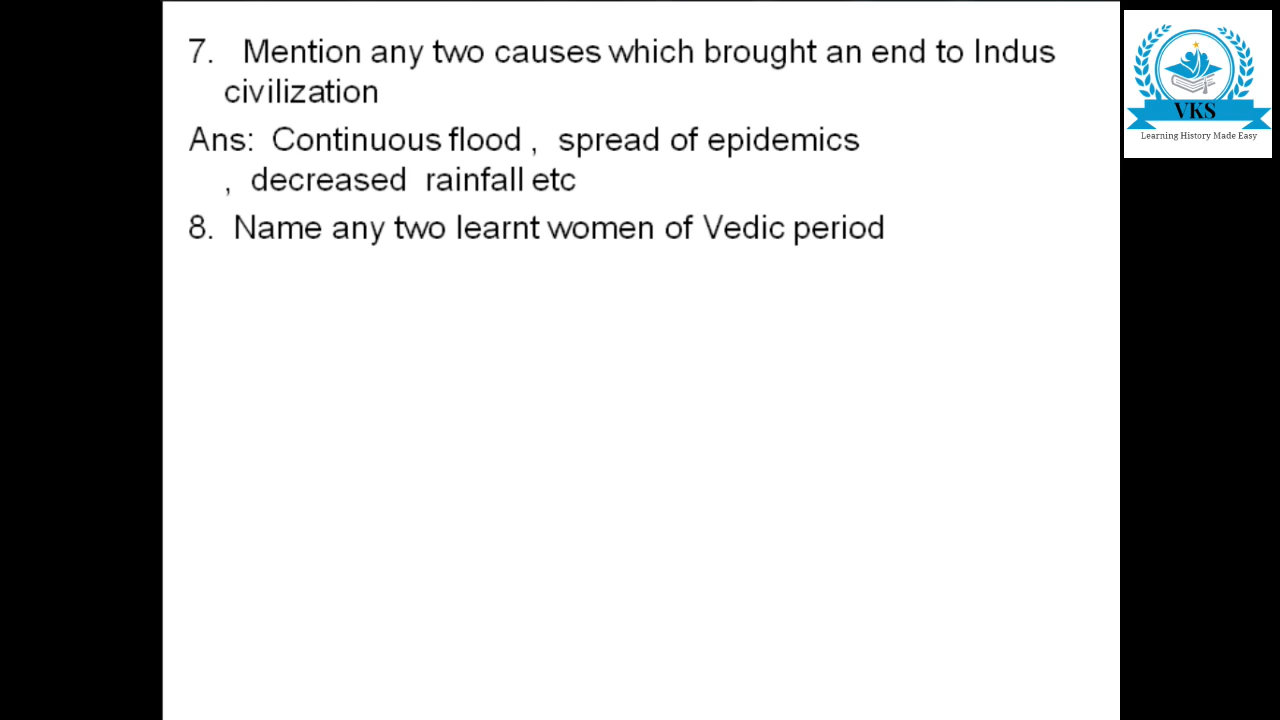 7. Mention any two causes which brought an end to Indus
civilization
Ans: Continuous flood , spread of epidemics
, decreased rainfall etc
8. Name any two learnt women of Vedic period
VKS
Learning History Made Easy